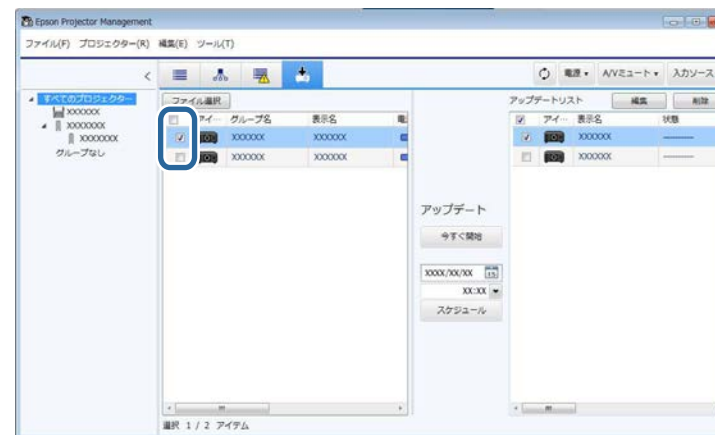 Epson Projector Management
ファイル(F) プロジェクター(R) 編集(E) ツール(T)
電源 A/Vミュート 入力ソース
すべてのプロジェクター
XXXXXX
XXXXXXX
XXXXXXX
グループなし
ファイル選択
アイ… グループ名 表示名 電
XXXXXX XXXXXX
XXXXXX XXXXXX
選択 1 / 2 アイテム
アップデート
今すぐ開始
XXXX/XX/XX 15
XX:XX
スケジュール
アップデートリスト 編集 削除
アイ… 表示名 状態
XXXXXX ―――
XXXXXX ―――